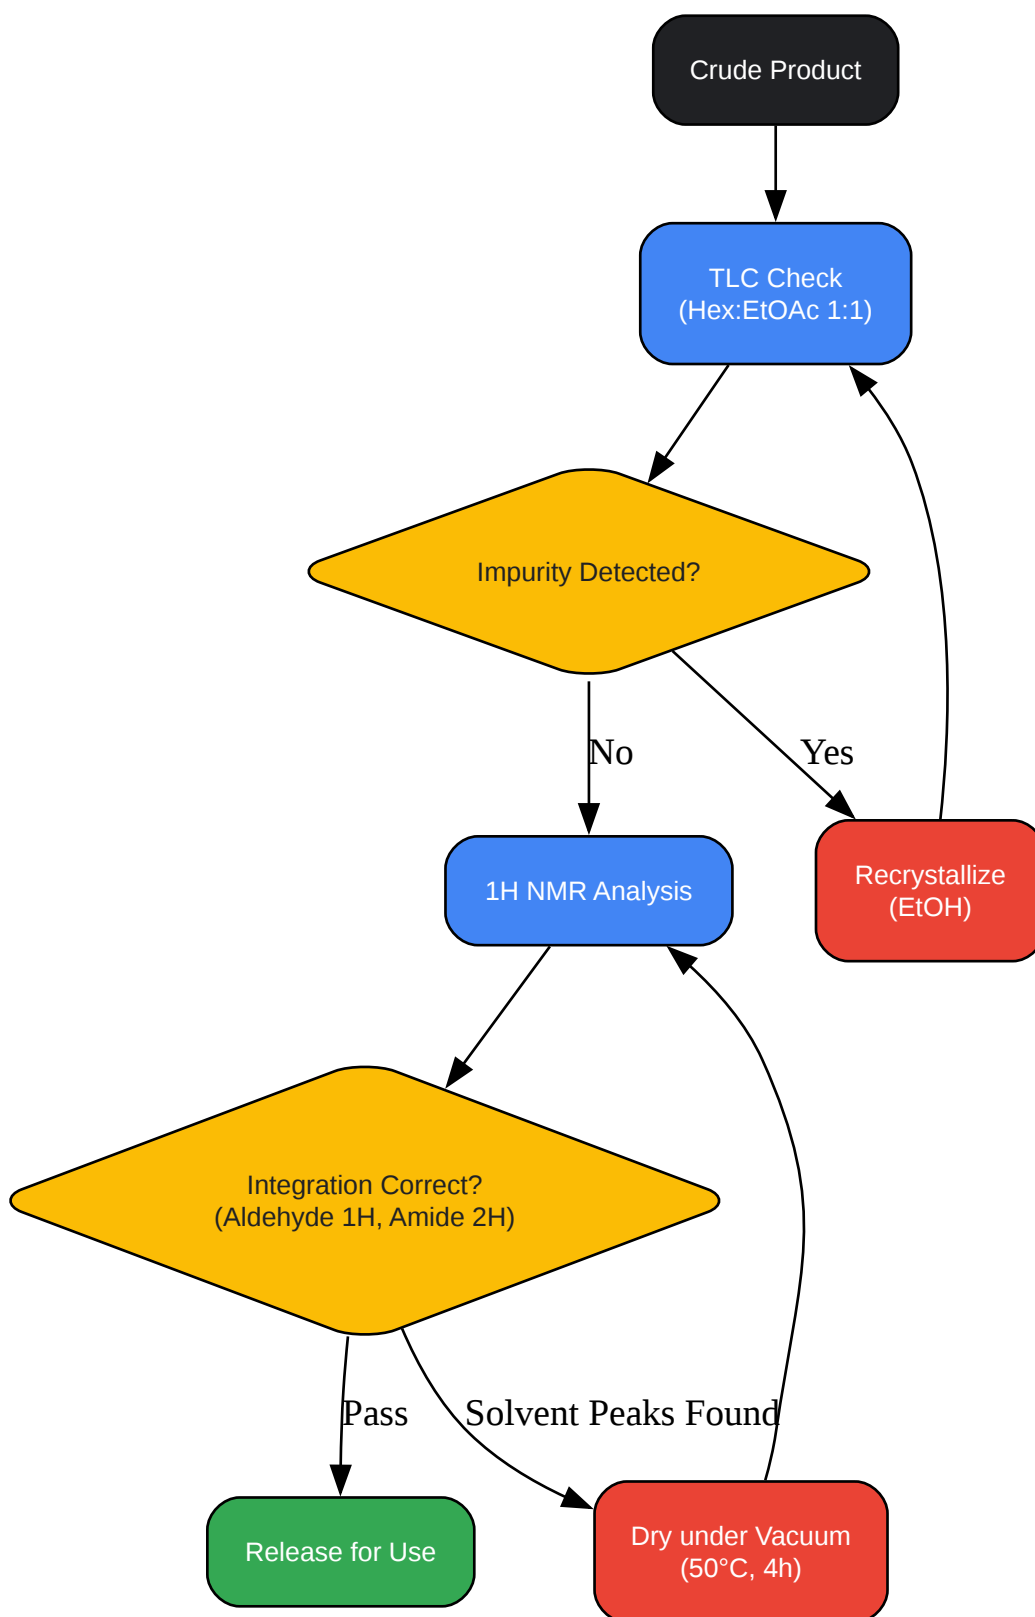 Crude Product
TLC Check
(Hex:EtOAc 1:1)
Impurity Detected?
No
Yes
1H NMR Analysis
Recrystallize
(EtOH)
Integration Correct?
(Aldehyde 1H, Amide 2H)
Pass
Solvent Peaks Found
Release for Use
Dry under Vacuum
(50°C, 4h)